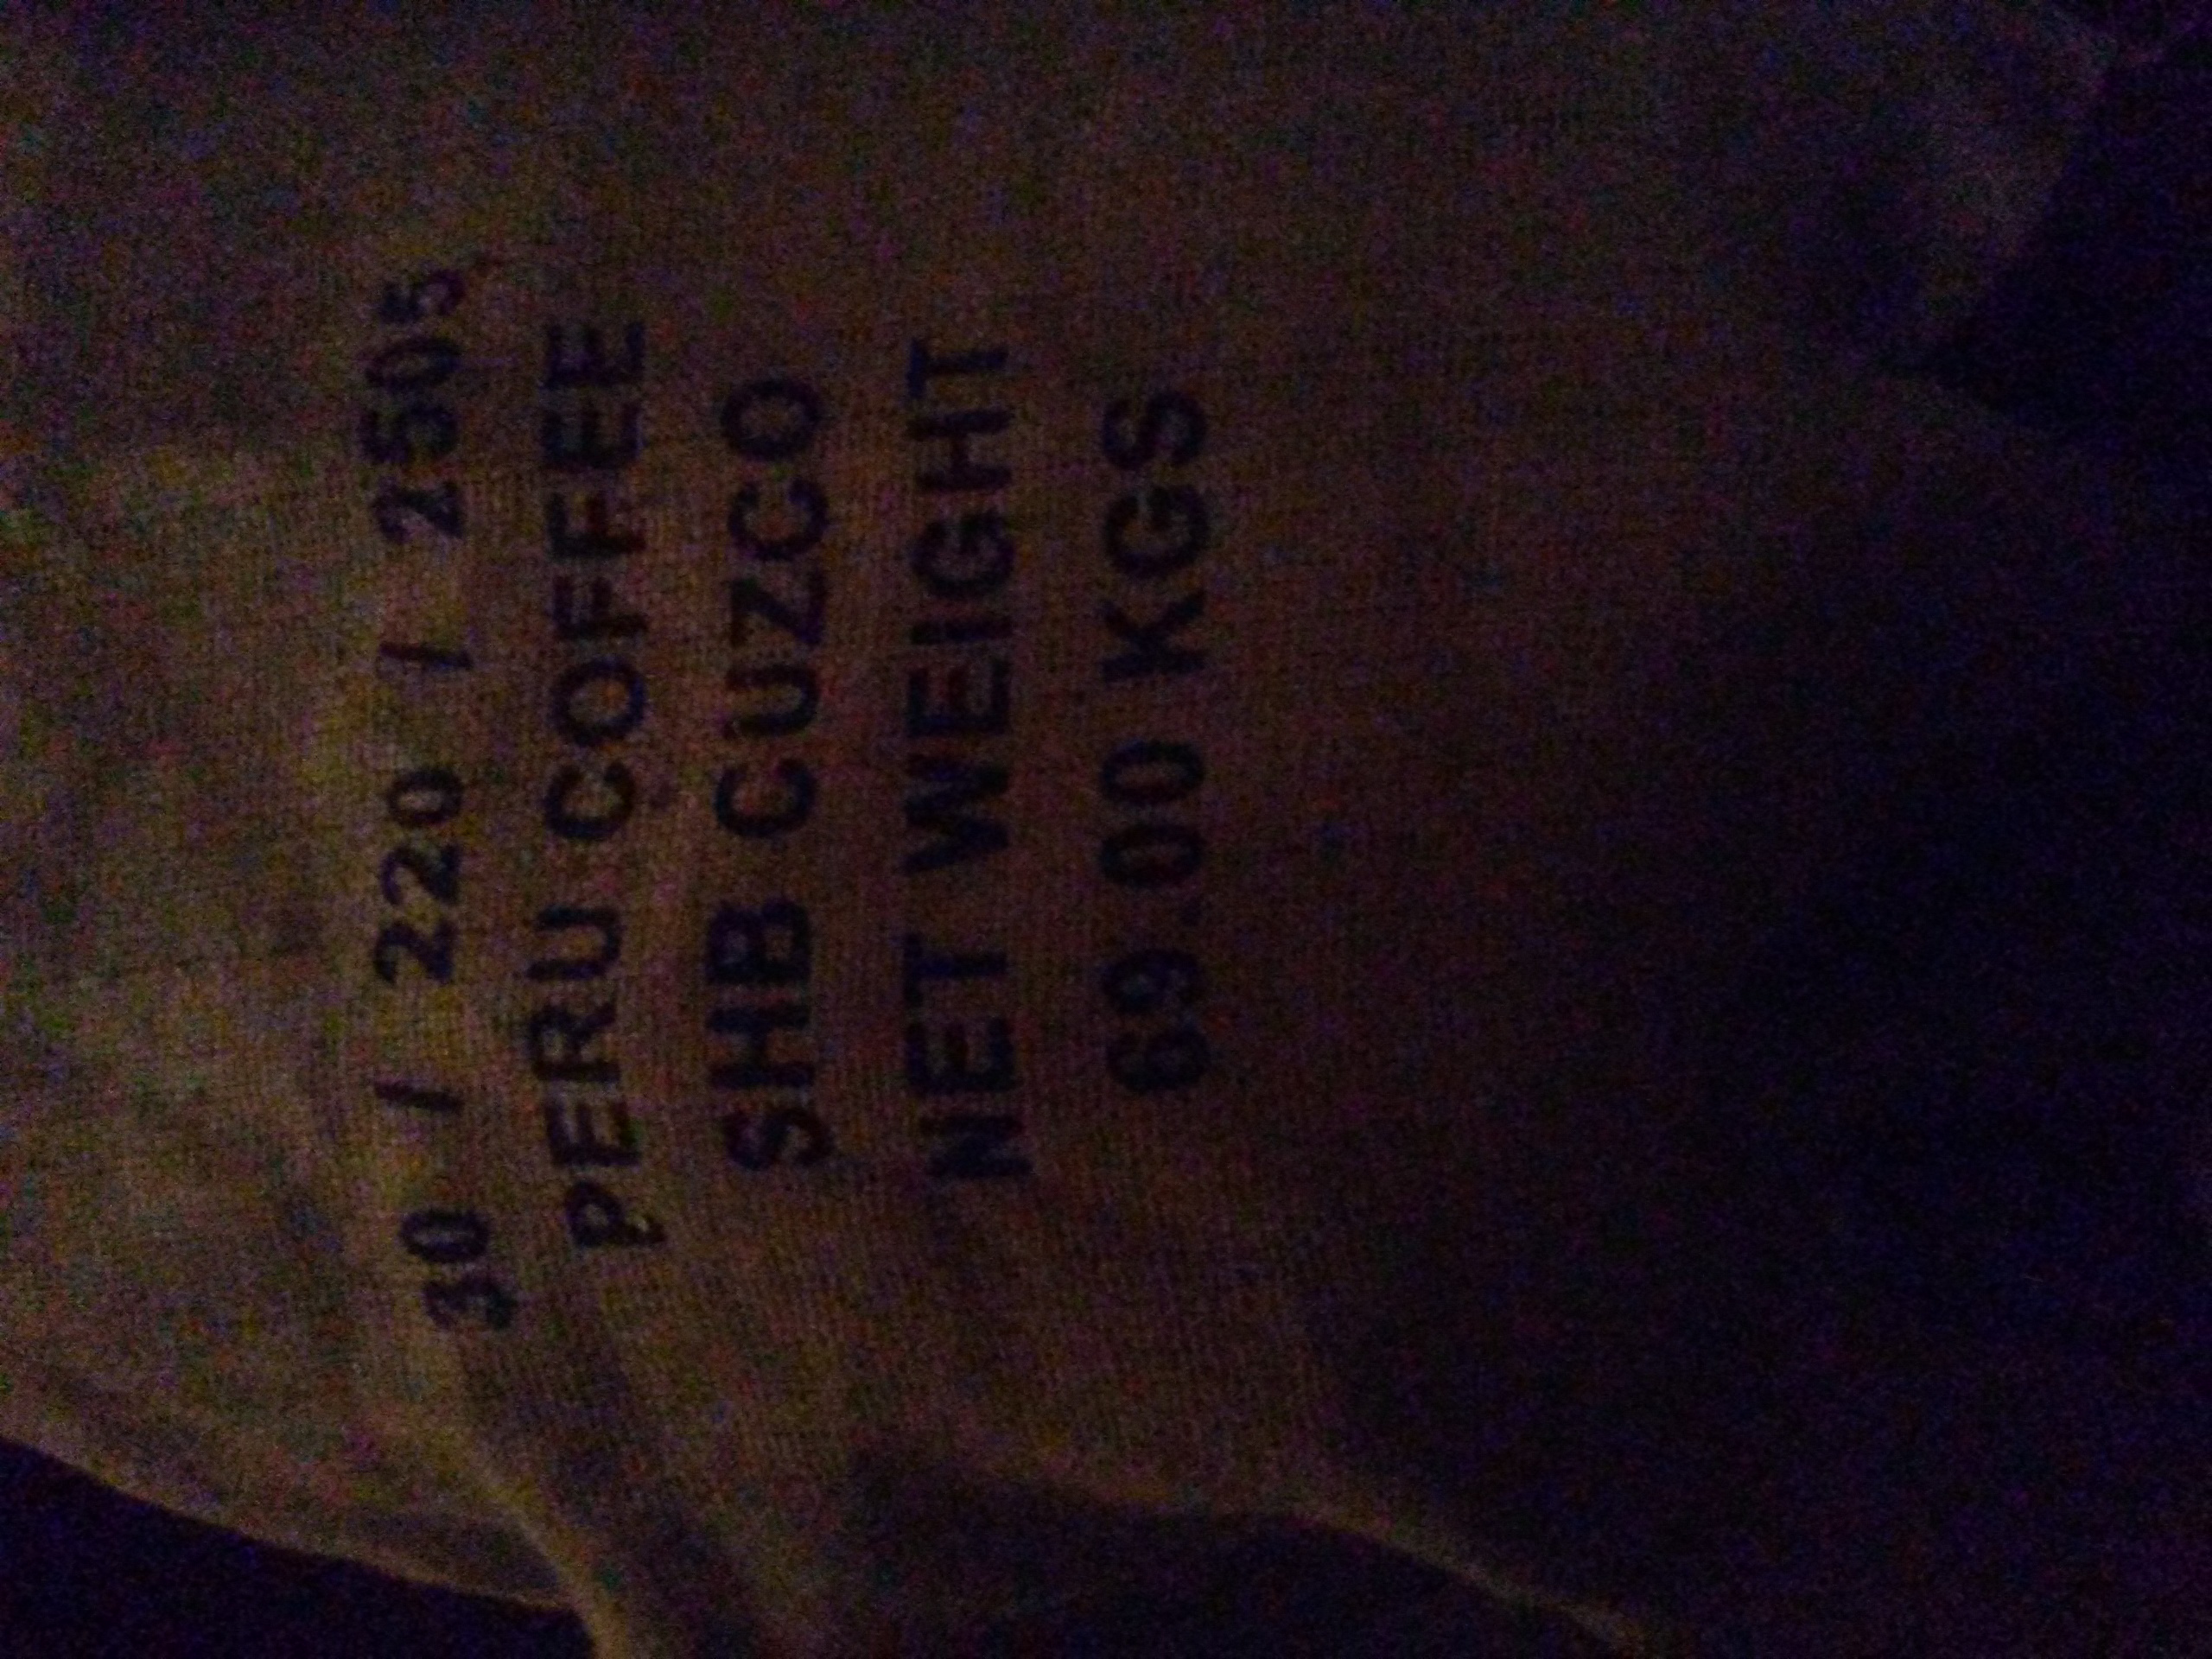 30 / 220 / 2505
PERU COFFEE
SHB CUZCO
NET WEIGHT
69.00 KGS